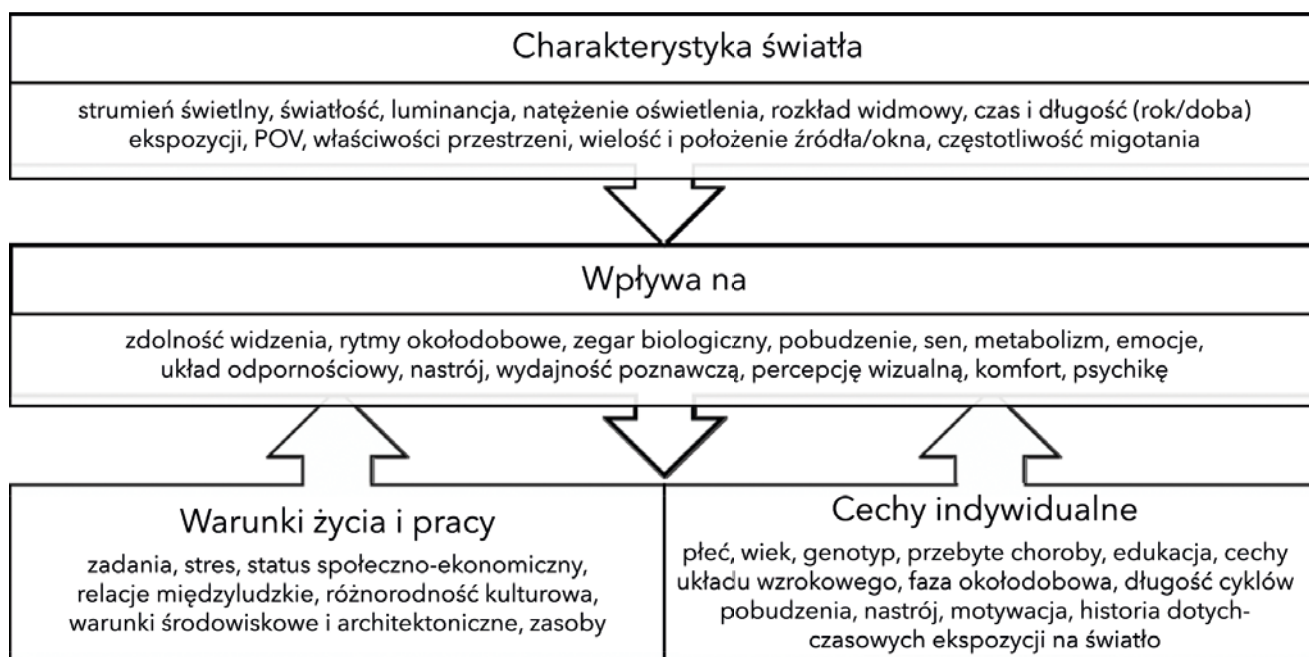 Charakterystyka światła
strumień świetlny, światłość, luminancja, natężenie oświetlenia, rozkład widmowy, czas i długość (rok/doba)
ekspozycji, POV, właściwości przestrzeni, wielość i położenie źródła/okna, częstotliwość migotania
Wpływa na
zdolność widzenia, rytmy okołodobowe, zegar biologiczny, pobudzenie, sen, metabolizm, emocje,
układ odpornościowy, nastrój, wydajność poznawczą, percepcję wizualną, komfort, psychikę
Warunki życia i pracy
zadania, stres, status społeczno-ekonomiczny,
relacje międzyludzkie, różnorodność kulturowa,
warunki środowiskowe i architektoniczne, zasoby
Cechy indywidualne
płeć, wiek, genotyp, przebyte choroby, edukacja, cechy
układu wzrokowego, faza okołodobowa, długość cyklów
pobudzenia, nastrój, motywacja, historia dotych-
czasowych ekspozycji na światło